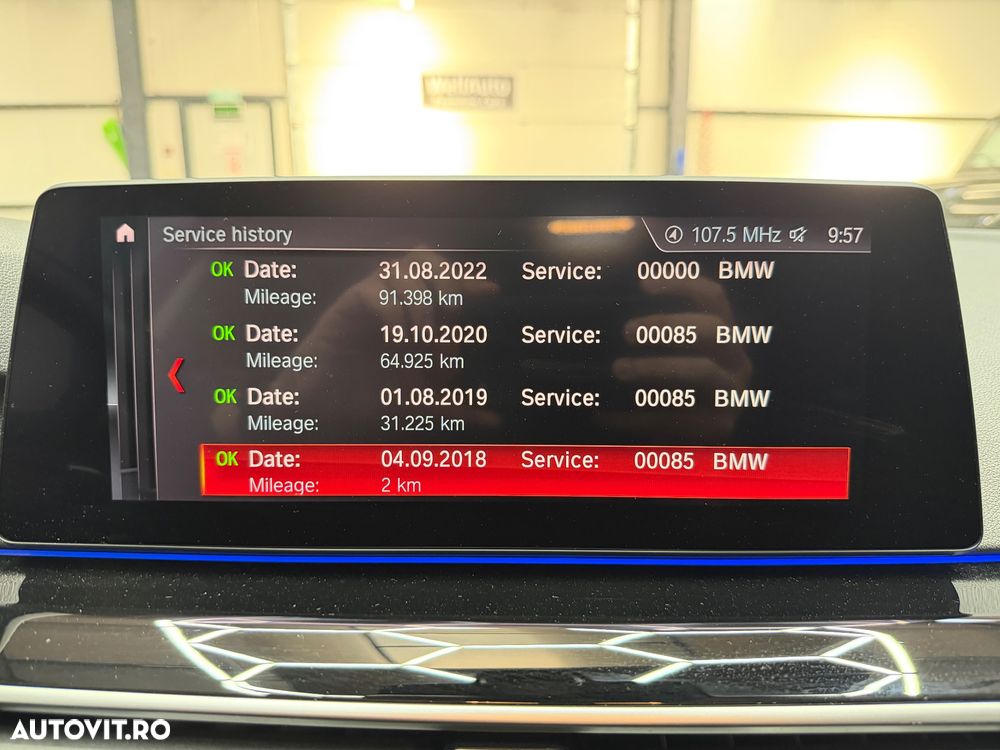 Service history
107.5 MHz
9:57
OK Date: 31.08.2022 Service: 00000 BMW
Mileage: 91.398 km
OK Date: 19.10.2020 Service: 00085 BMW
Mileage: 64.925 km
OK Date: 01.08.2019 Service: 00085 BMW
Mileage: 31.225 km
OK Date: 04.09.2018 Service: 00085 BMW
Mileage: 2 km
AUTOVIT.RO